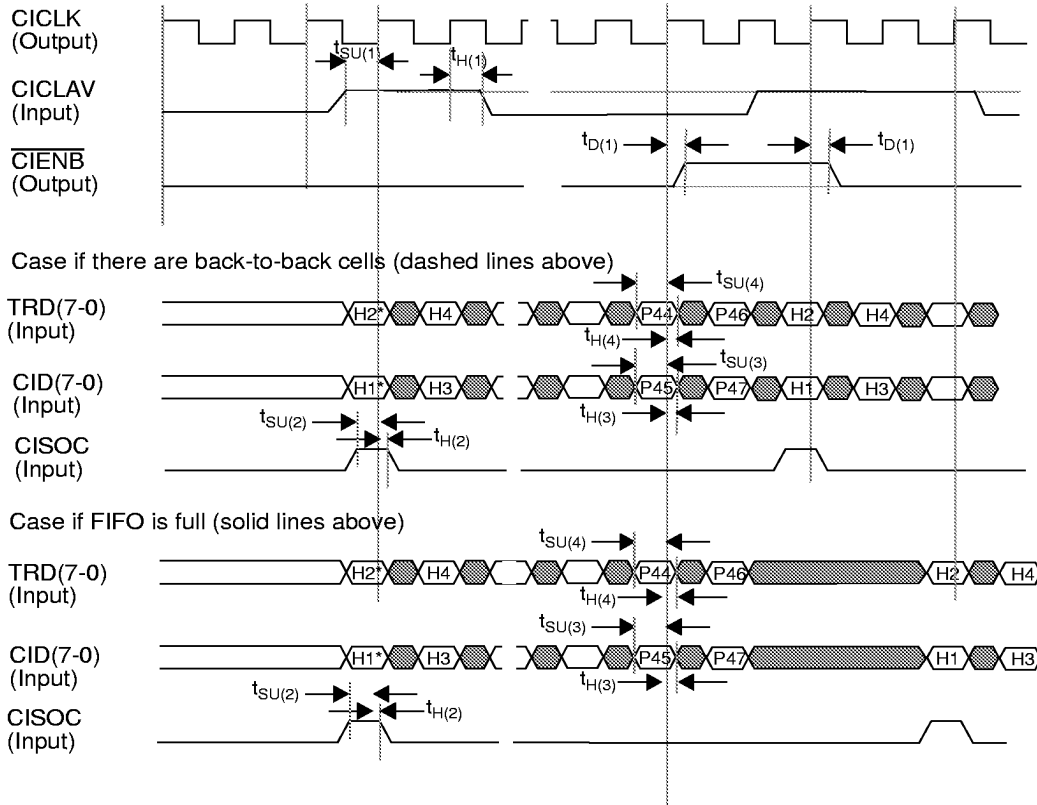 CICLK
(Output)
tSU(1)
tH(1)
CICLAV
(Input)
tD(1)
tD(1)
CIENB
(Output)
Case if there are back-to-back cells (dashed lines above)
tSU(4)
TRD(7-0)
(Input)
H2* H4 P44 P46 H2 H4
tH(4)
tSU(3)
CID(7-0)
(Input)
H1* H3 P45 P47 H1 H3
tSU(2)
tH(3)
tH(2)
CISOC
(Input)
Case if FIFO is full (solid lines above)
tSU(4)
TRD(7-0)
(Input)
H2* H4 P44 P46 H2 H4
tH(4)
tSU(3)
CID(7-0)
(Input)
H1* H3 P45 P47 H1 H3
tSU(2)
tH(3)
tH(2)
CISOC
(Input)